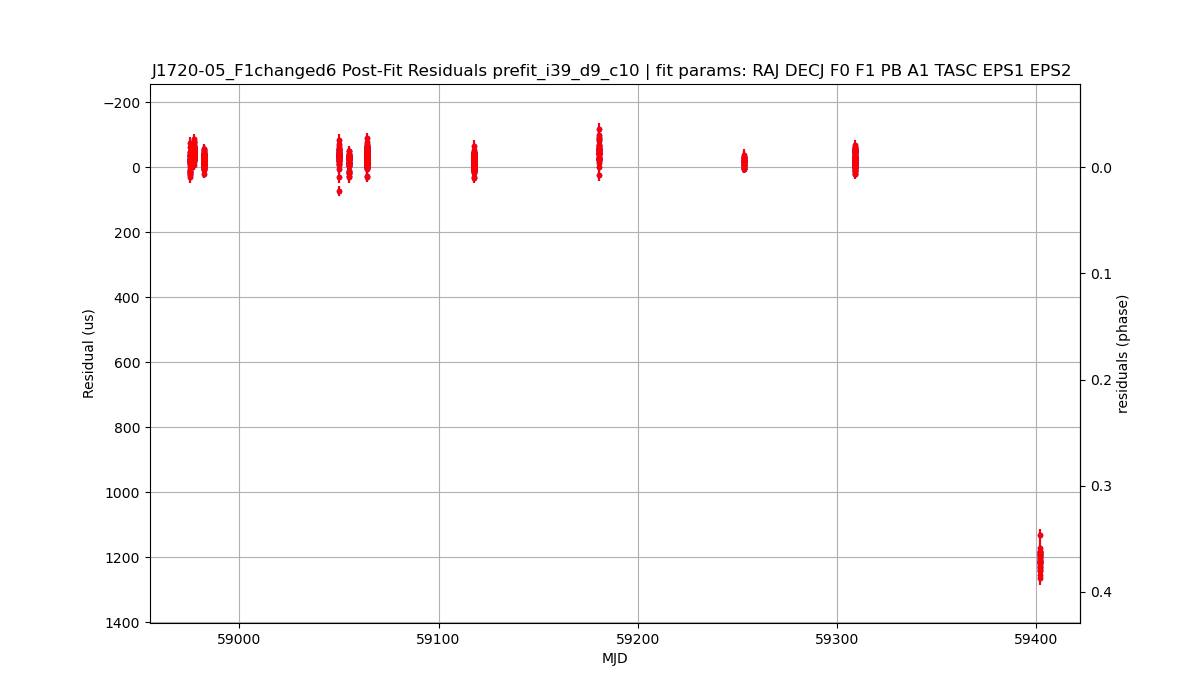 J1720-05_F1changed6 Post-Fit Residuals prefit_i39_d9_c10 | fit params: RAJ DECJ F0 F1 PB A1 TASC EPS1 EPS2
−200
0
200
400
600
800
1000
1200
1400
Residual (us)
0.0
0.1
0.2
0.3
0.4
residuals (phase)
59000 59100 59200 59300 59400
MJD